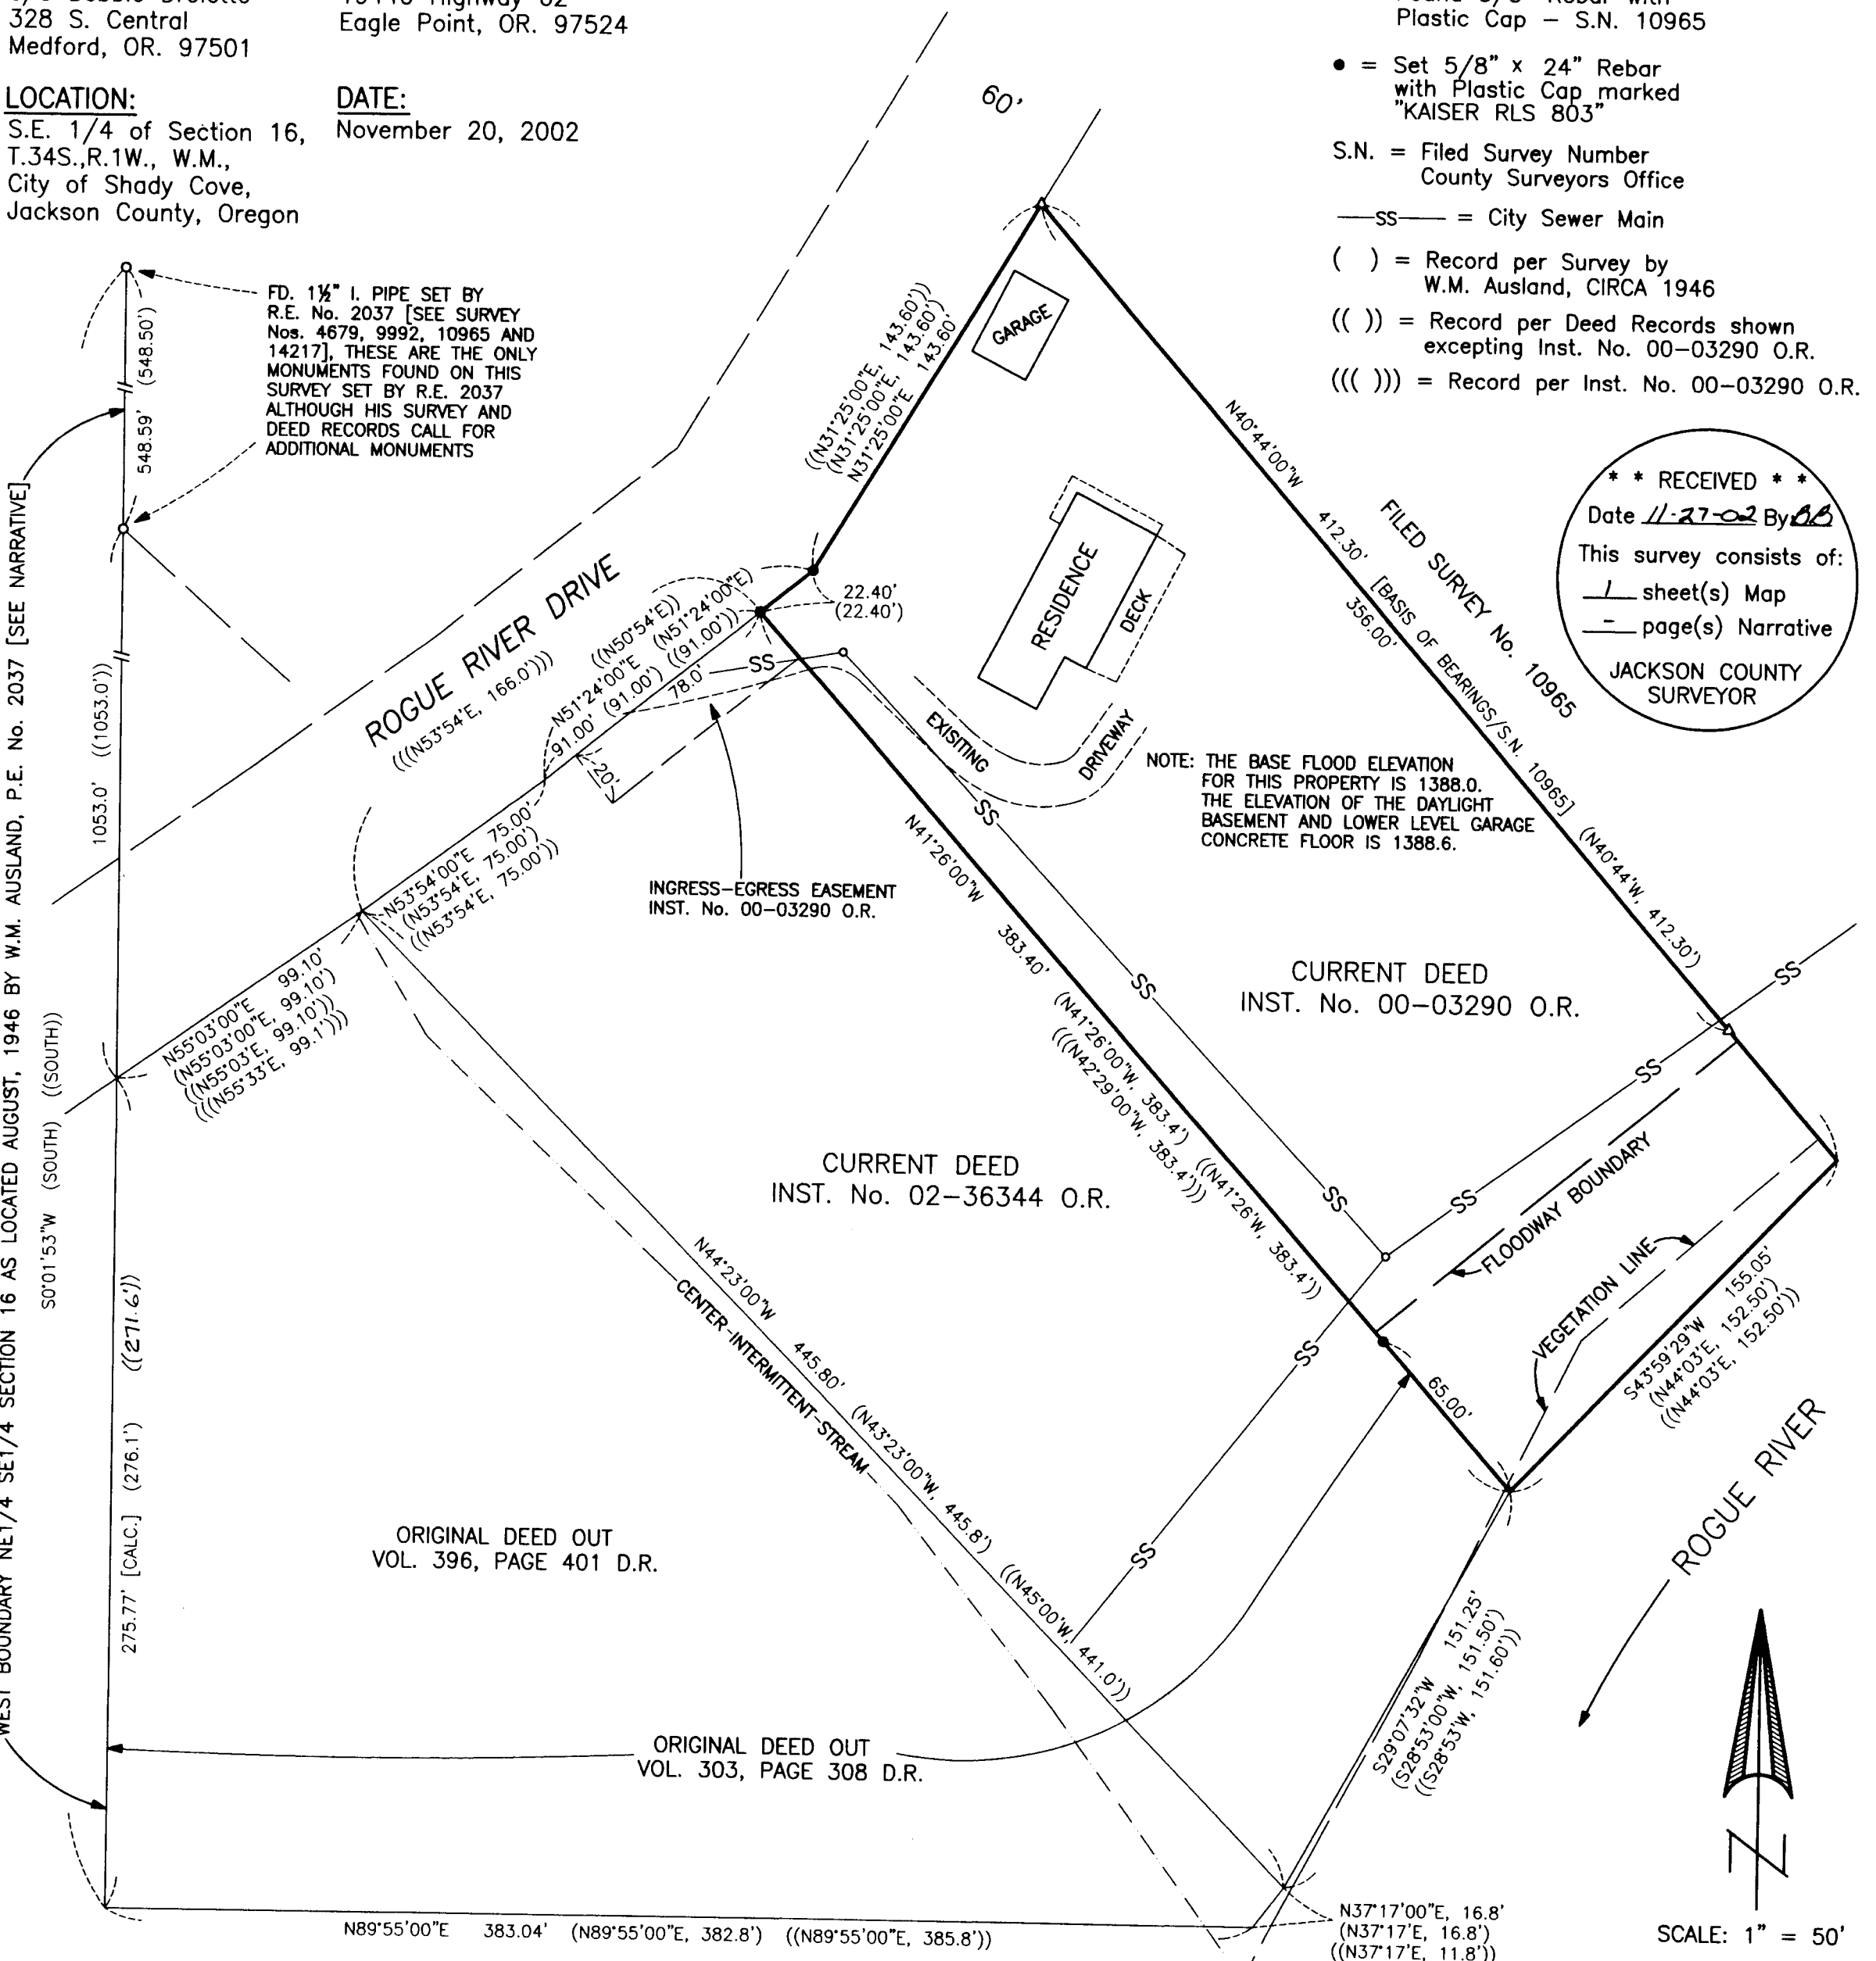 328 S. Central
Medford, OR. 97501
Eagle Point, OR. 97524
LOCATION:
S.E. 1/4 of Section 16,
T.34S.,R.1W., W.M.,
City of Shady Cove,
Jackson County, Oregon
DATE:
November 20, 2002
Plastic Cap – S.N. 10965
● = Set 5/8" x 24" Rebar
with Plastic Cap marked
"KAISER RLS 803"
S.N. = Filed Survey Number
County Surveyors Office
—SS— = City Sewer Main
( ) = Record per Survey by
W.M. Ausland, CIRCA 1946
(( )) = Record per Deed Records shown
excepting Inst. No. 00–03290 O.R.
((( ))) = Record per Inst. No. 00–03290 O.R.
* * RECEIVED * *
Date 11-27-02 By BB
This survey consists of:
1 sheet(s) Map
- page(s) Narrative
JACKSON COUNTY
SURVEYOR
60'
FD. 1½" I. PIPE SET BY
R.E. No. 2037 [SEE SURVEY
Nos. 4679, 9992, 10965 AND
14217], THESE ARE THE ONLY
MONUMENTS FOUND ON THIS
SURVEY SET BY R.E. 2037
ALTHOUGH HIS SURVEY AND
DEED RECORDS CALL FOR
ADDITIONAL MONUMENTS
548.59' (548.50')
1053.0' ((1053.0'))
S0°01'53"W (SOUTH) ((SOUTH))
275.77' [CALC.] (276.1') ((271.6'))
WEST BOUNDARY NE1/4 SE1/4 SECTION 16 AS LOCATED AUGUST, 1946 BY W.M. AUSLAND, P.E. No. 2037 [SEE NARRATIVE]
GARAGE
((N31°25'00"E, 143.60'))
(N31°25'00"E, 143.60')
N31°25'00"E 143.60'
N40°44'00"W 412.30' [BASIS OF BEARINGS/S.N. 10965] (N40°44'W, 412.30')
356.00'
FILED SURVEY No. 10965
ROGUE RIVER DRIVE
(((N53°54'E, 166.0')))
((N50°54'E))
N51°24'00"E (N51°24'00"E)
91.00' (91.00') ((91.00'))
78.0'
20'
22.40'
(22.40')
RESIDENCE
DECK
EXISITING
DRIVEWAY
NOTE: THE BASE FLOOD ELEVATION
FOR THIS PROPERTY IS 1388.0.
THE ELEVATION OF THE DAYLIGHT
BASEMENT AND LOWER LEVEL GARAGE
CONCRETE FLOOR IS 1388.6.
INGRESS–EGRESS EASEMENT
INST. No. 00–03290 O.R.
N53°54'00"E 75.00'
(N53°54'E, 75.00')
((N53°54'E, 75.00'))
N55°03'00"E 99.10'
(N55°03'00"E, 99.10')
((N55°03'E, 99.10'))
(((N55°33'E, 99.1')))
N41°26'00"W 383.40' (N41°26'00"W, 383.4') ((N41°26'W, 383.4'))
(((N42°29'00"W, 383.4')))
CURRENT DEED
INST. No. 00–03290 O.R.
CURRENT DEED
INST. No. 02–36344 O.R.
SS
SS
SS
SS
SS
SS
SS
SS
SS
FLOODWAY BOUNDARY
VEGETATION LINE
65.00'
S43°59'29"W 155.05'
(N44°03'E, 152.50')
((N44°03'E, 152.50'))
ROGUE RIVER
N44°23'00"W 445.80' (N43°23'00"W, 445.8') ((N45°00'W, 441.0'))
CENTER-INTERMITTENT-STREAM
ORIGINAL DEED OUT
VOL. 396, PAGE 401 D.R.
ORIGINAL DEED OUT
VOL. 303, PAGE 308 D.R.
S29°07'32"W 151.25'
(S28°53'00"W, 151.50')
((S28°53'W, 151.60'))
N89°55'00"E 383.04' (N89°55'00"E, 382.8') ((N89°55'00"E, 385.8'))
N37°17'00"E, 16.8'
(N37°17'E, 16.8')
((N37°17'E, 11.8'))
N
SCALE: 1" = 50'